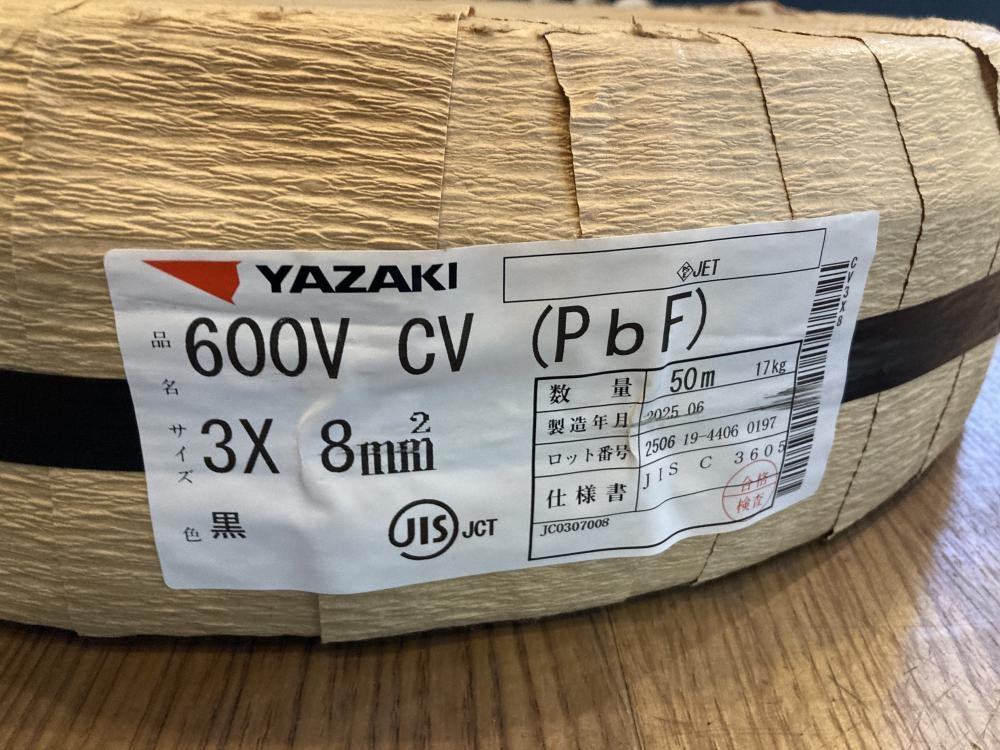 YAZAKI
JET
品名 600V CV (PbF)
サイズ 3X 8mm²
色 黒
JIS JCT
数量 50m 17kg
製造年月 2025 06
ロット番号 2506 19-4406 0197
仕様書 JIS C 3605
JC0307008
合格
検査
CV3X8